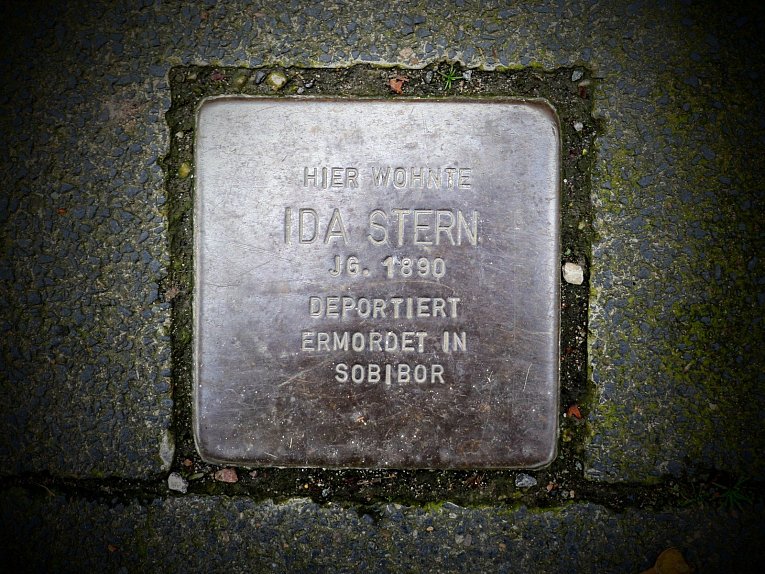 HIER WOHNTE
IDA STERN
JG. 1890
DEPORTIERT
ERMORDET IN
SOBIBOR